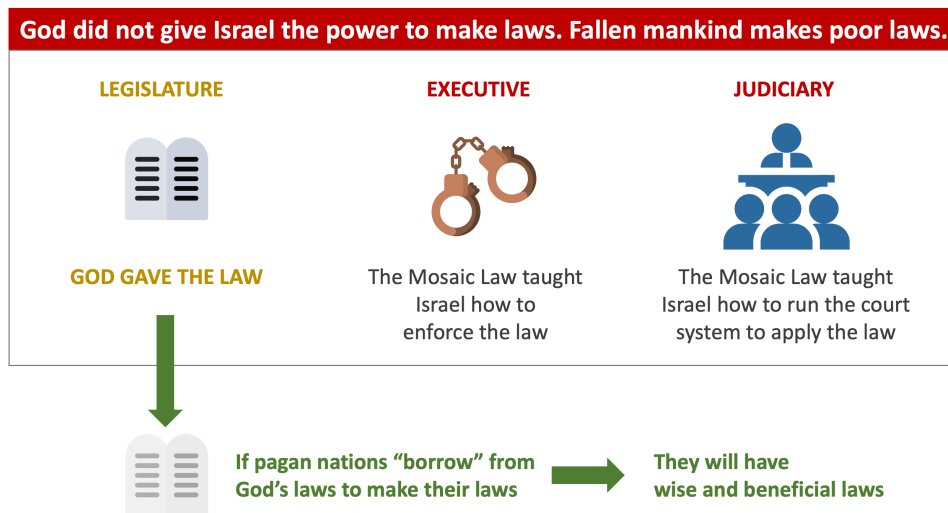 God did not give Israel the power to make laws. Fallen mankind makes poor laws.
LEGISLATURE
GOD GAVE THE LAW
EXECUTIVE
The Mosaic Law taught
Israel how to
enforce the law
JUDICIARY
The Mosaic Law taught
Israel how to run the court
system to apply the law
If pagan nations “borrow” from
God’s laws to make their laws
They will have
wise and beneficial laws